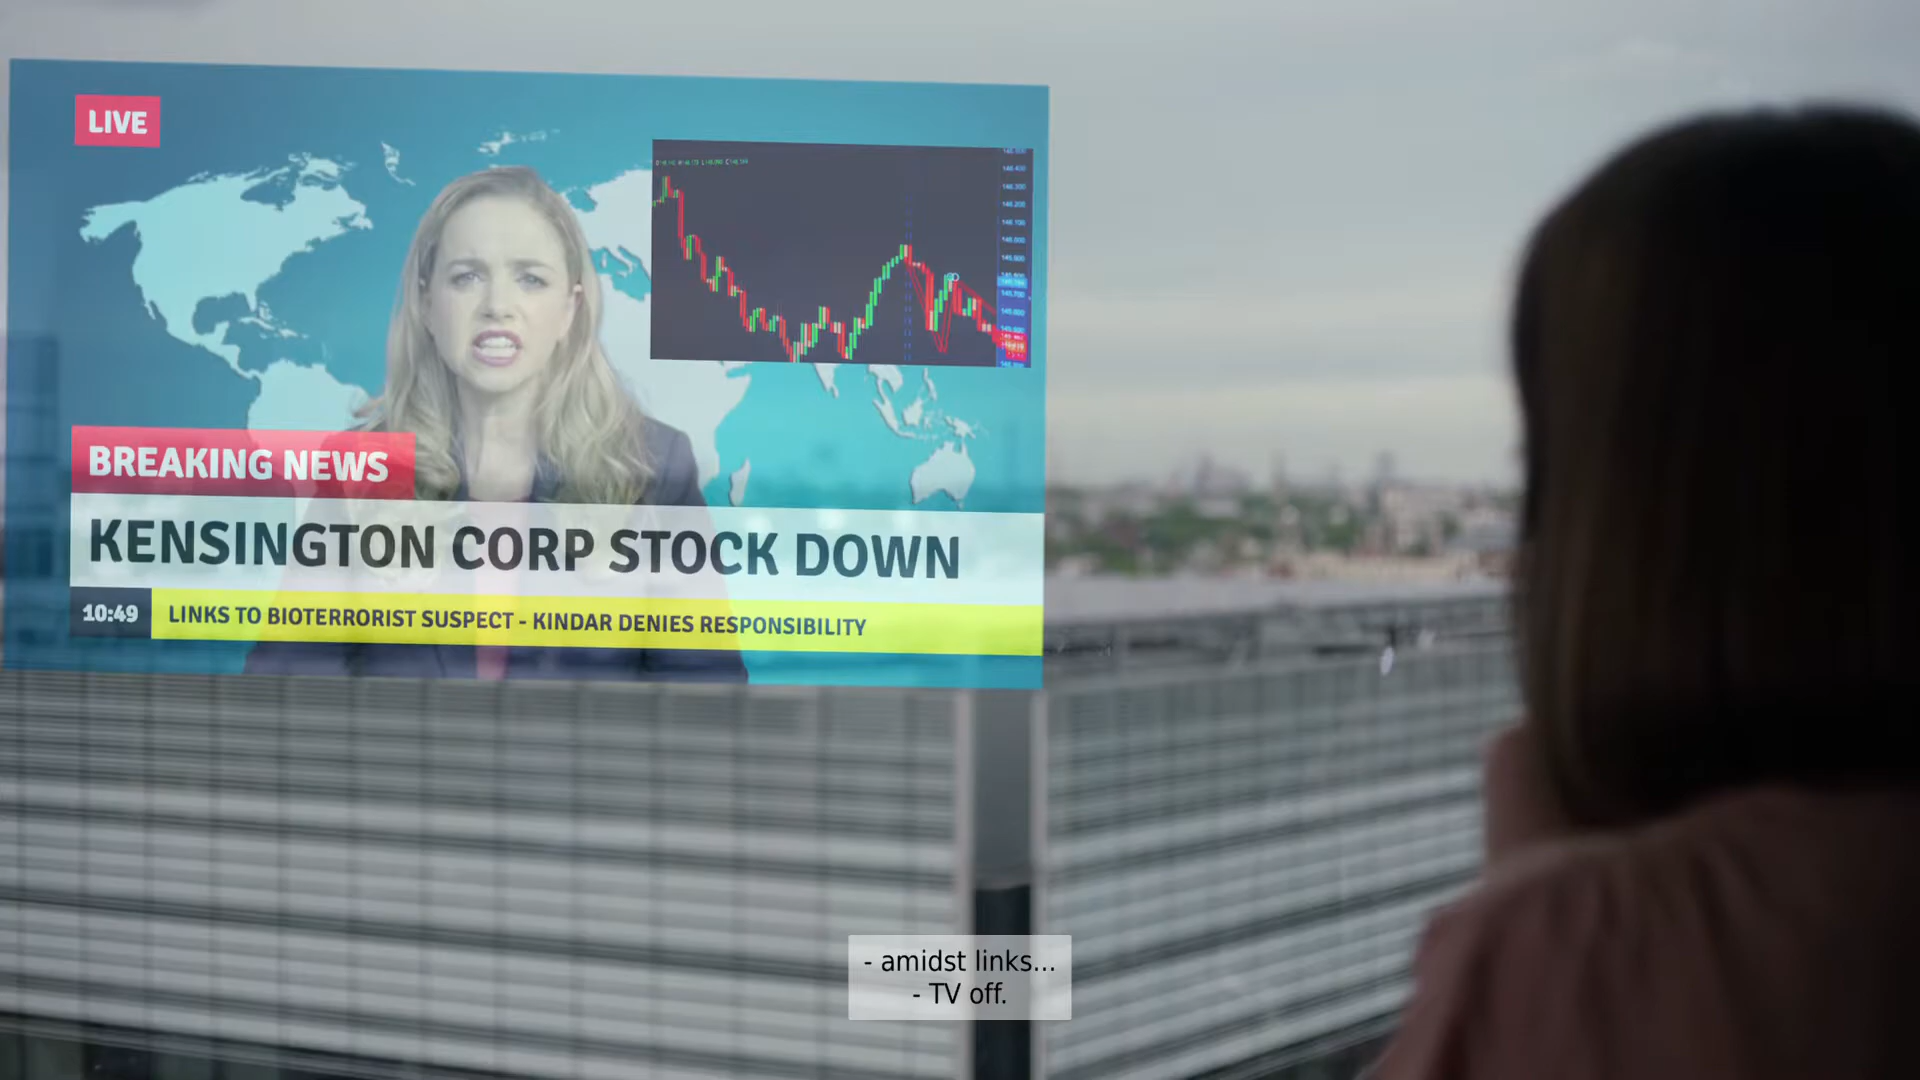 LIVE
BREAKING NEWS
KENSINGTON CORP STOCK DOWN
10:49 LINKS TO BIOTERRORIST SUSPECT - KINDAR DENIES RESPONSIBILITY
- amidst links...
- TV off.